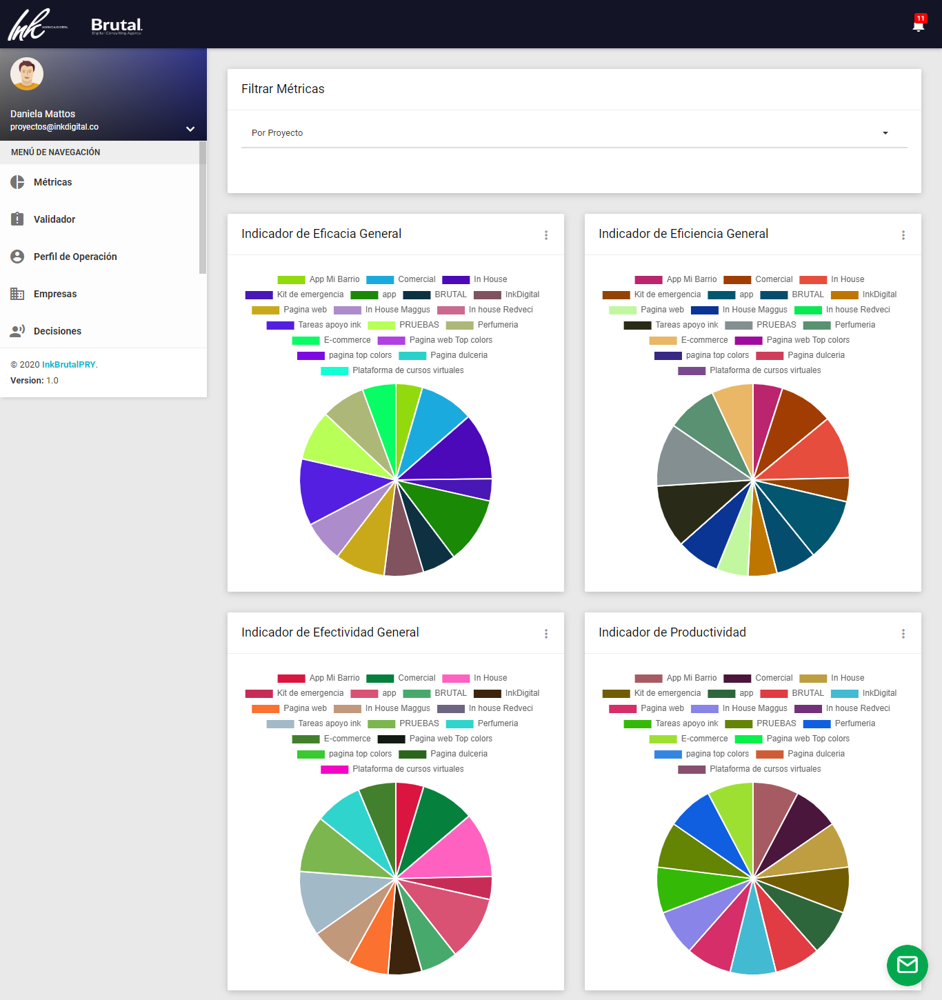 Ink AGENCIA DIGITAL
Brutal.
Digital Consulting Agency
11
Daniela Mattos
proyectos@inkdigital.co
MENÚ DE NAVEGACIÓN
Métricas
Validador
Perfil de Operación
Empresas
Decisiones
© 2020 InkBrutalPRY.
Version: 1.0
Filtrar Métricas
Por Proyecto
Indicador de Eficacia General
App Mi Barrio Comercial In House
Kit de emergencia app BRUTAL InkDigital
Pagina web In House Maggus In house Redveci
Tareas apoyo ink PRUEBAS Perfumeria
E-commerce Pagina web Top colors
pagina top colors Pagina dulceria
Plataforma de cursos virtuales
Indicador de Eficiencia General
App Mi Barrio Comercial In House
Kit de emergencia app BRUTAL InkDigital
Pagina web In House Maggus In house Redveci
Tareas apoyo ink PRUEBAS Perfumeria
E-commerce Pagina web Top colors
pagina top colors Pagina dulceria
Plataforma de cursos virtuales
Indicador de Efectividad General
App Mi Barrio Comercial In House
Kit de emergencia app BRUTAL InkDigital
Pagina web In House Maggus In house Redveci
Tareas apoyo ink PRUEBAS Perfumeria
E-commerce Pagina web Top colors
pagina top colors Pagina dulceria
Plataforma de cursos virtuales
Indicador de Productividad
App Mi Barrio Comercial In House
Kit de emergencia app BRUTAL InkDigital
Pagina web In House Maggus In house Redveci
Tareas apoyo ink PRUEBAS Perfumeria
E-commerce Pagina web Top colors
pagina top colors Pagina dulceria
Plataforma de cursos virtuales